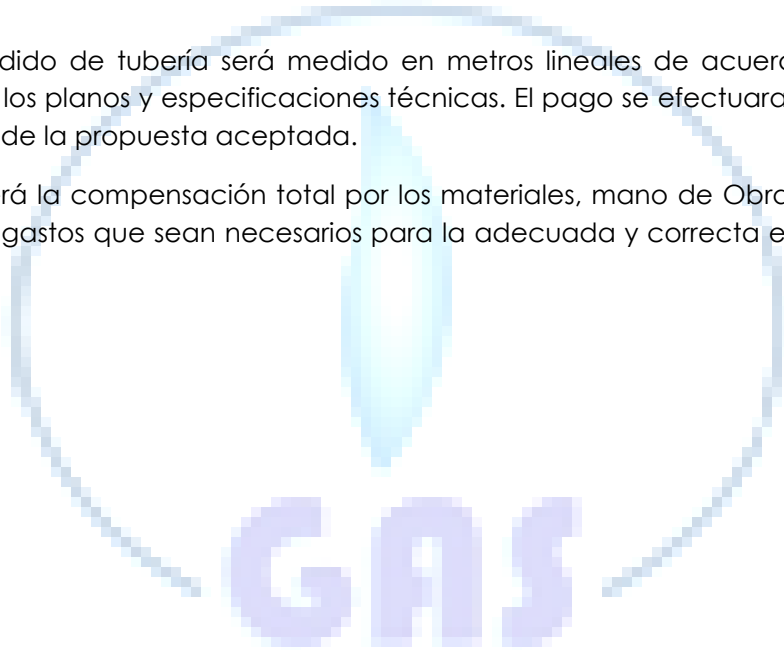 dido de tubería será medido en metros lineales de acuerd
los planos y especificaciones técnicas. El pago se efectuara
de la propuesta aceptada.
rá la compensación total por los materiales, mano de Obra
gastos que sean necesarios para la adecuada y correcta e
GAS